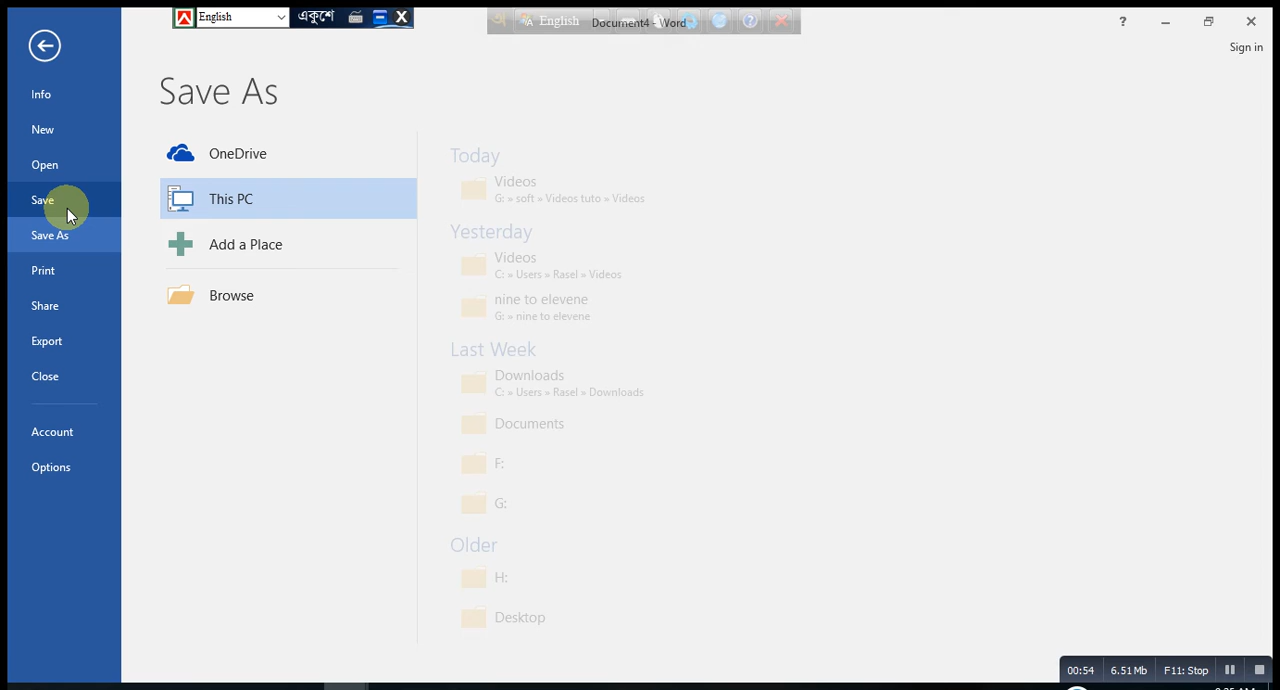 English
একুশে
X
English
Document4 - Word
?
Sign in
Info
New
Open
Save
Save As
Print
Share
Export
Close
Account
Options
Save As
OneDrive
This PC
Add a Place
Browse
Today
Videos
G: » soft » Videos tuto » Videos
Yesterday
Videos
C: » Users » Rasel » Videos
nine to elevene
G: » nine to elevene
Last Week
Downloads
C: » Users » Rasel » Downloads
Documents
F:
G:
Older
H:
Desktop
00:54 6.51 Mb F11: Stop